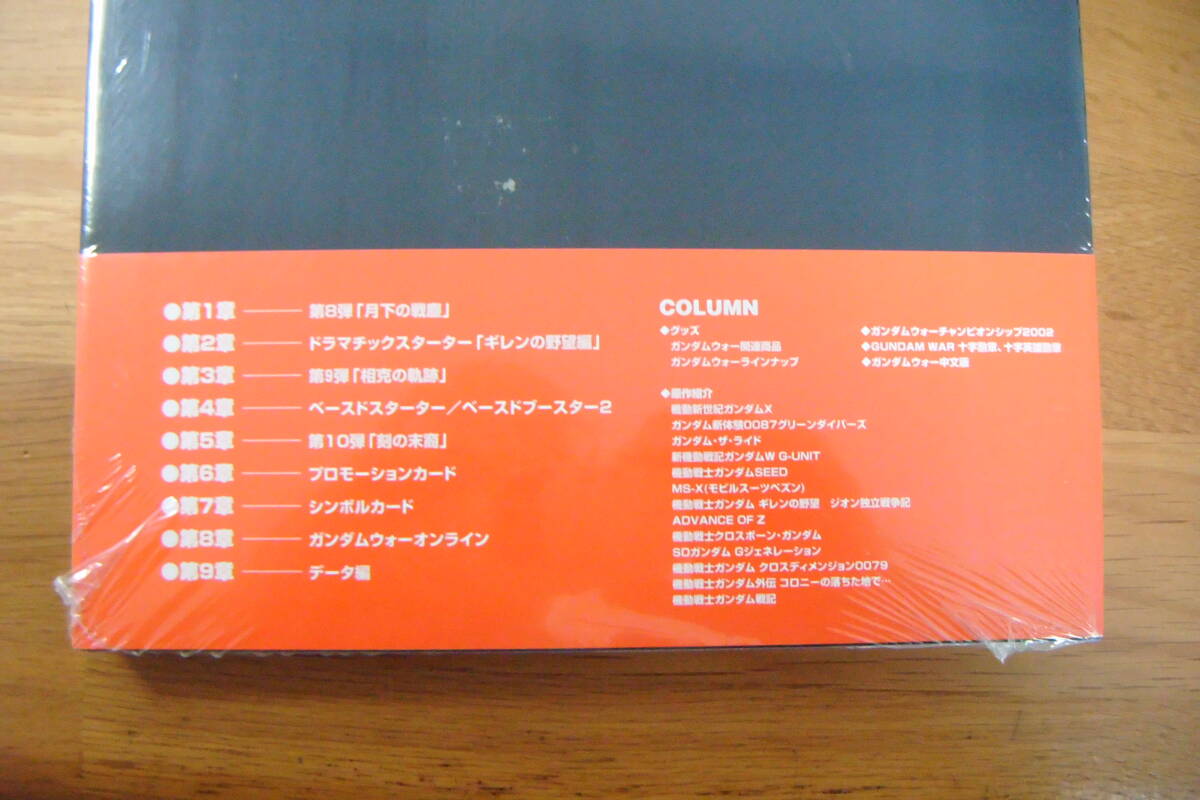 ●第1章 ── 第8弾「月下の戦塵」
●第2章 ── ドラマチックスターター「ギレンの野望編」
●第3章 ── 第9弾「相克の軌跡」
●第4章 ── ベースドスターター／ベースドブースター2
●第5章 ── 第10弾「刻の末裔」
●第6章 ── プロモーションカード
●第7章 ── シンボルカード
●第8章 ── ガンダムウォーオンライン
●第9章 ── データ編
COLUMN
◆グッズ
ガンダムウォー関連商品
ガンダムウォーラインナップ
◆原作紹介
機動新世紀ガンダムX
ガンダム新体験0087グリーンダイバーズ
ガンダム・ザ・ライド
新機動戦記ガンダムW G-UNIT
機動戦士ガンダムSEED
MS-X(モビルスーツペズン)
機動戦士ガンダム ギレンの野望 ジオン独立戦争記
ADVANCE OF Z
機動戦士クロスボーン・ガンダム
SDガンダム Gジェネレーション
機動戦士ガンダム クロスディメンション0079
機動戦士ガンダム外伝 コロニーの落ちた地で…
機動戦士ガンダム戦記
◆ガンダムウォーチャンピオンシップ2002
◆GUNDAM WAR 十字勲章、十字英雄勲章
◆ガンダムウォー中文版